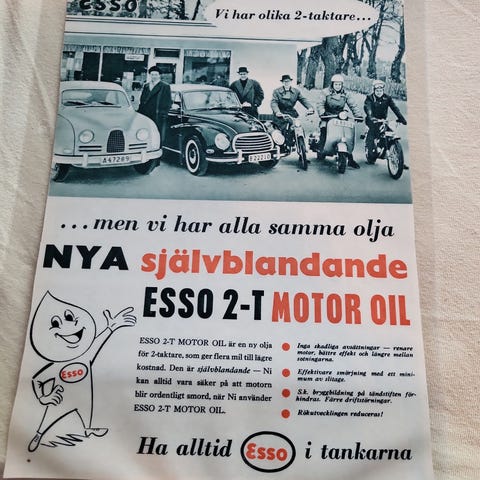 ESSO
Vi har olika 2-taktare...
A47289
...men vi har alla samma olja
NYA självblandande
ESSO 2-T MOTOR OIL
Esso
ESSO 2-T MOTOR OIL är en ny olja
för 2-taktare, som ger flera mil till lägre
kostnad. Den är självblandande — Ni
kan alltid vara säker på att motorn
blir ordentligt smord, när Ni använder
ESSO 2-T MOTOR OIL.
Inga skadliga avsättningar — renare
motor, bättre effekt och längre mellan
sotningarna.
Effektivare smörjning med ett mini-
mum av slitage.
S.k. bryggbildning på tändstiften för-
hindras. Färre driftstörningar.
Rökutvecklingen reduceras!
Ha alltid Esso i tankarna